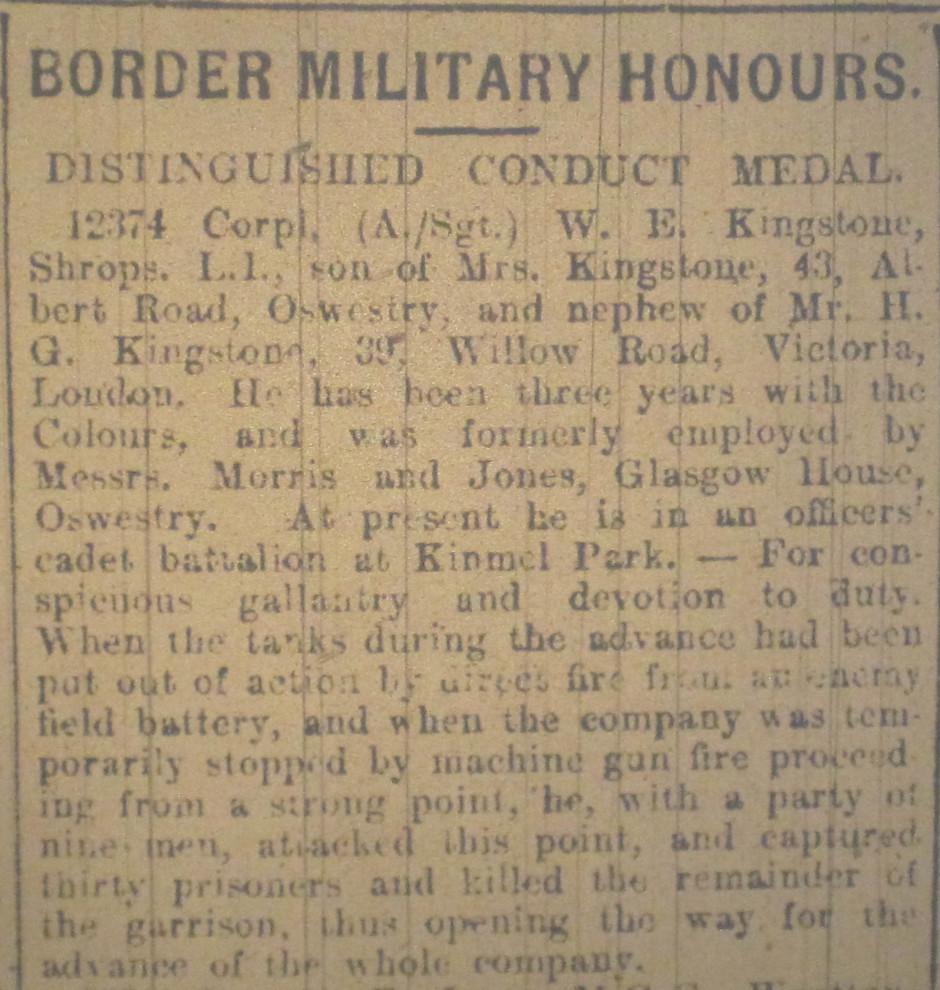 BORDER MILITARY HONOURS.
DISTINGUISHED CONDUCT MEDAL.
12374 Corpl. (A./Sgt.) W. E. Kingstone,
Shrops. L.I., son of Mrs. Kingstone, 43, Al-
bert Road, Oswestry, and nephew of Mr. H.
G. Kingstone, 39, Willow Road, Victoria,
London. He has been three years with the
Colours, and was formerly employed by
Messrs. Morris and Jones, Glasgow House,
Oswestry. At present he is in an officers'
cadet battalion at Kinmel Park. — For con-
spicuous gallantry and devotion to duty.
When the tanks during the advance had been
put out of action by direct fire from an enemy
field battery, and when the company was tem-
porarily stopped by machine gun fire proceed-
ing from a strong point, he, with a party of
nine men, attacked this point, and captured
thirty prisoners and killed the remainder of
the garrison, thus opening the way for the
advance of the whole company.